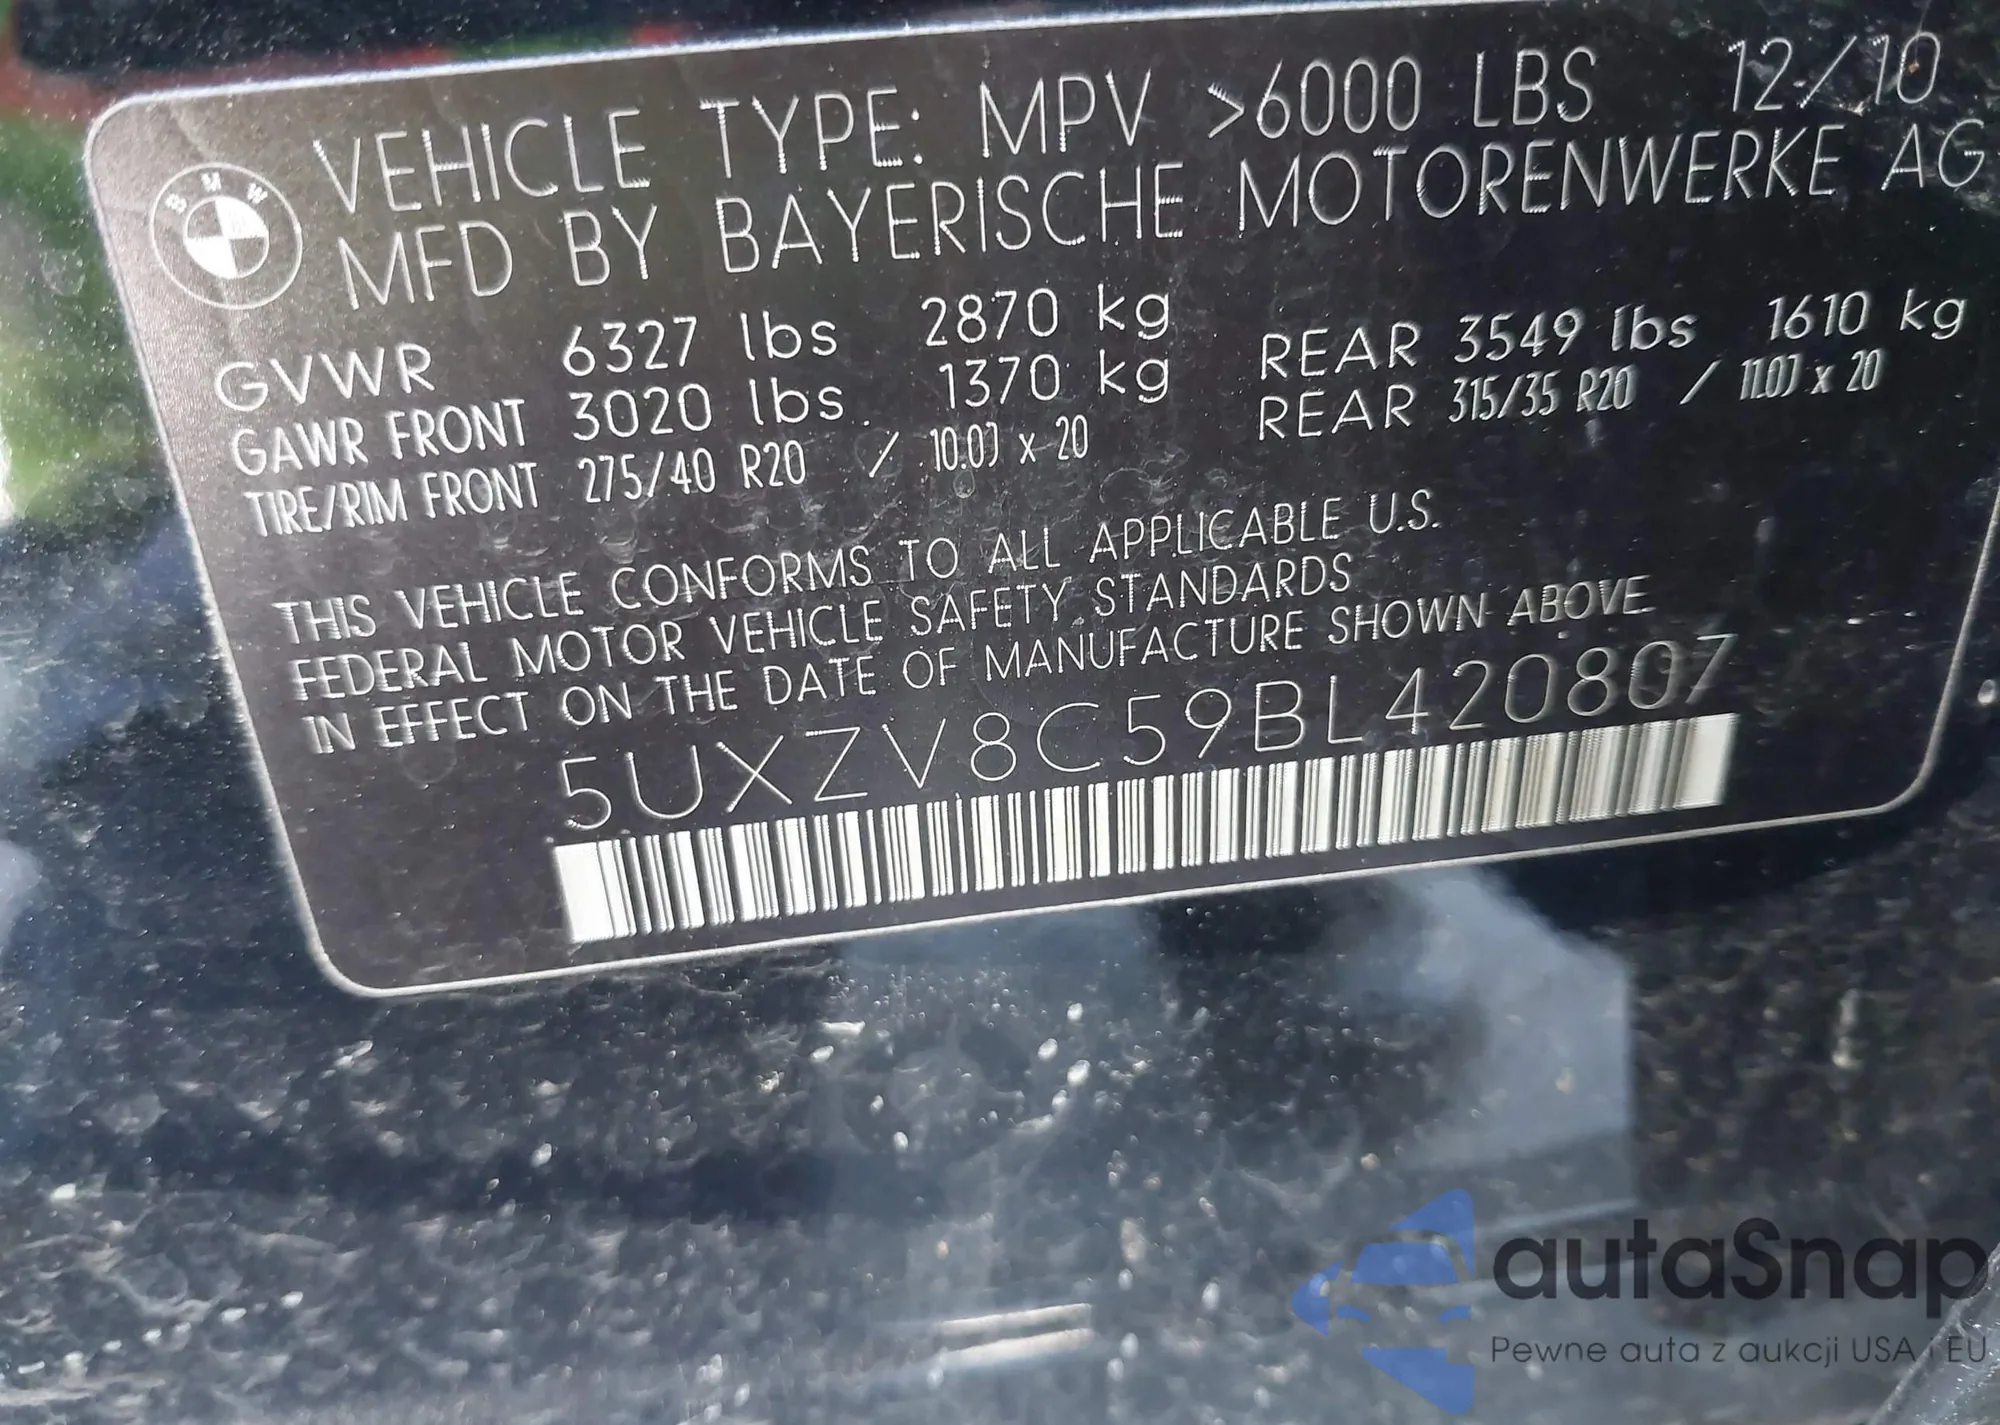 BMW
VEHICLE TYPE: MPV >6000 LBS 12/10
MFD BY BAYERISCHE MOTORENWERKE AG
GVWR 6327 lbs 2870 kg
GAWR FRONT 3020 lbs. 1370 kg REAR 3549 lbs 1610 kg
TIRE/RIM FRONT 275/40 R20 / 10.0J x 20 REAR 315/35 R20 / 11.0J x 20
THIS VEHICLE CONFORMS TO ALL APPLICABLE U.S.
FEDERAL MOTOR VEHICLE SAFETY STANDARDS
IN EFFECT ON THE DATE OF MANUFACTURE SHOWN ABOVE.
5UXZV8C59BL420807
autaSnap
Pewne auta z aukcji USA i EU